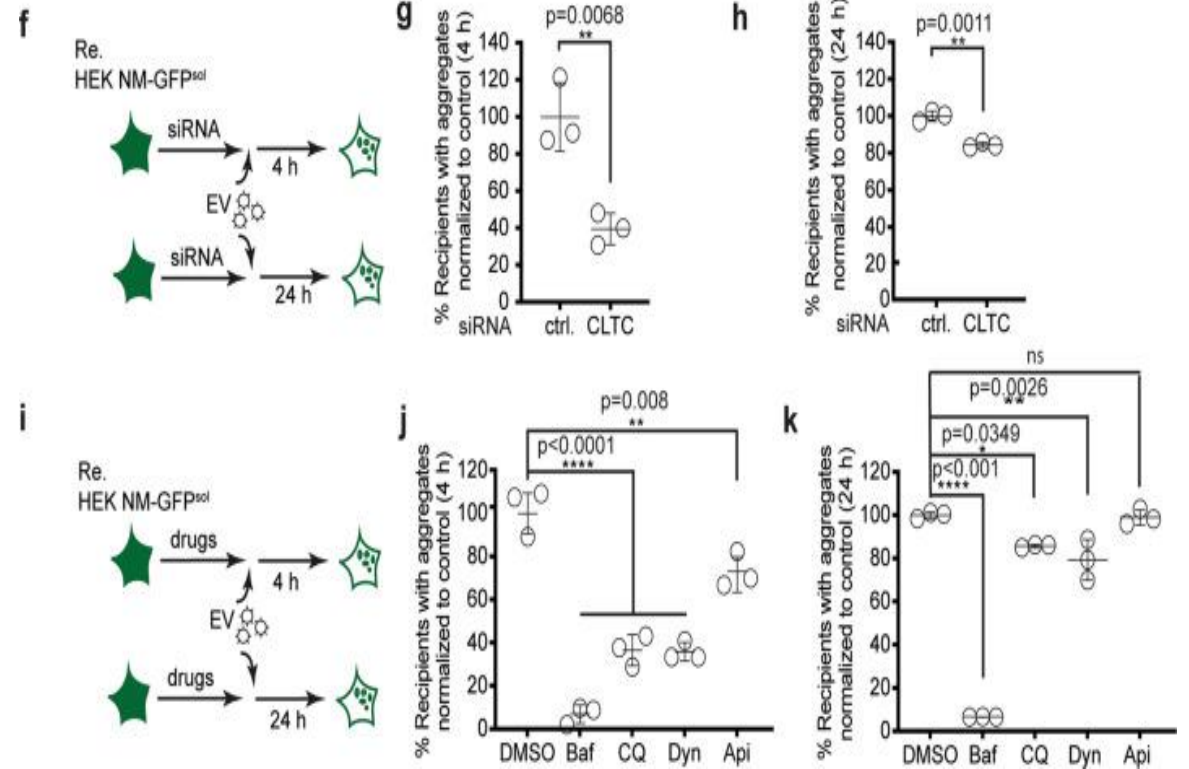 f
Re.
HEK NM-GFPsol
siRNA
4 h
EV
siRNA
24 h
g
p=0.0068
**
% Recipients with aggregates
normalized to control (4 h)
140
120
100
80
60
40
20
0
siRNA ctrl. CLTC
h
p=0.0011
**
% Recipients with aggregates
normalized to control (24 h)
140
120
100
80
60
40
20
0
siRNA ctrl. CLTC
i
Re.
HEK NM-GFPsol
drugs
4 h
EV
drugs
24 h
j
p=0.008
**
p<0.0001
****
% Recipients with aggregates
normalized to control (4 h)
120
100
80
60
40
20
0
DMSO Baf CQ Dyn Api
k
ns
p=0.0026
**
p=0.0349
*
p<0.001
****
% Recipients with aggregates
normalized to control (24 h)
120
100
80
60
40
20
0
DMSO Baf CQ Dyn Api